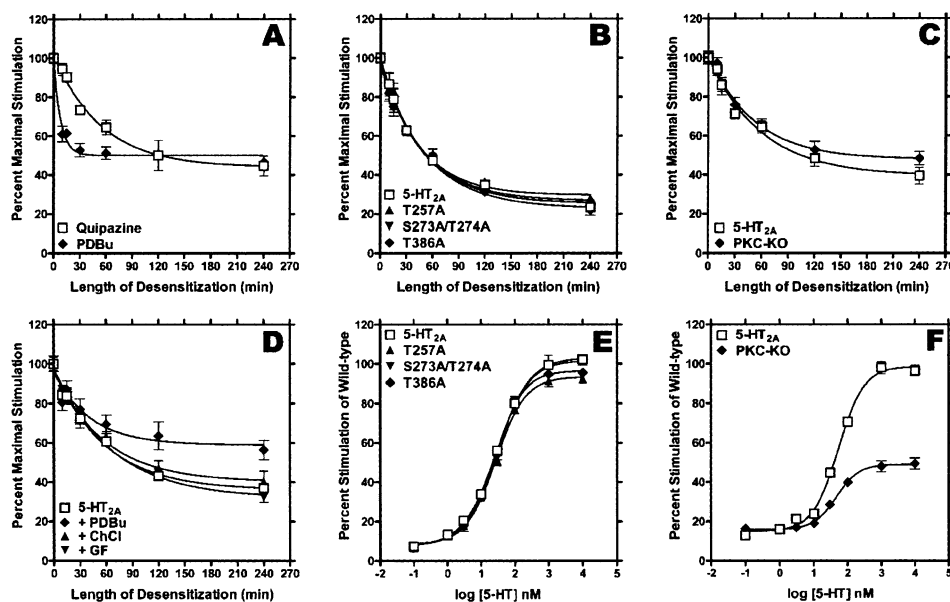 A
Percent Maximal Stimulation
120
100
80
60
40
20
0
Quipazine
PDBu
0 30 60 90 120 150 180 210 240 270
Length of Desensitization (min)
B
Percent Maximal Stimulation
120
100
80
60
40
20
0
5-HT2A
T257A
S273A/T274A
T386A
0 30 60 90 120 150 180 210 240 270
Length of Desensitization (min)
C
Percent Maximal Stimulation
120
100
80
60
40
20
0
5-HT2A
PKC-KO
0 30 60 90 120 150 180 210 240 270
Length of Desensitization (min)
D
Percent Maximal Stimulation
120
100
80
60
40
20
0
5-HT2A
+ PDBu
+ ChCl
+ GF
0 30 60 90 120 150 180 210 240 270
Length of Desensitization (min)
E
Percent Stimulation of Wild-type
120
100
80
60
40
20
0
5-HT2A
T257A
S273A/T274A
T386A
-2 -1 0 1 2 3 4 5
log [5-HT] nM
F
Percent Stimulation of Wild-type
120
100
80
60
40
20
0
5-HT2A
PKC-KO
-2 -1 0 1 2 3 4 5
log [5-HT] nM